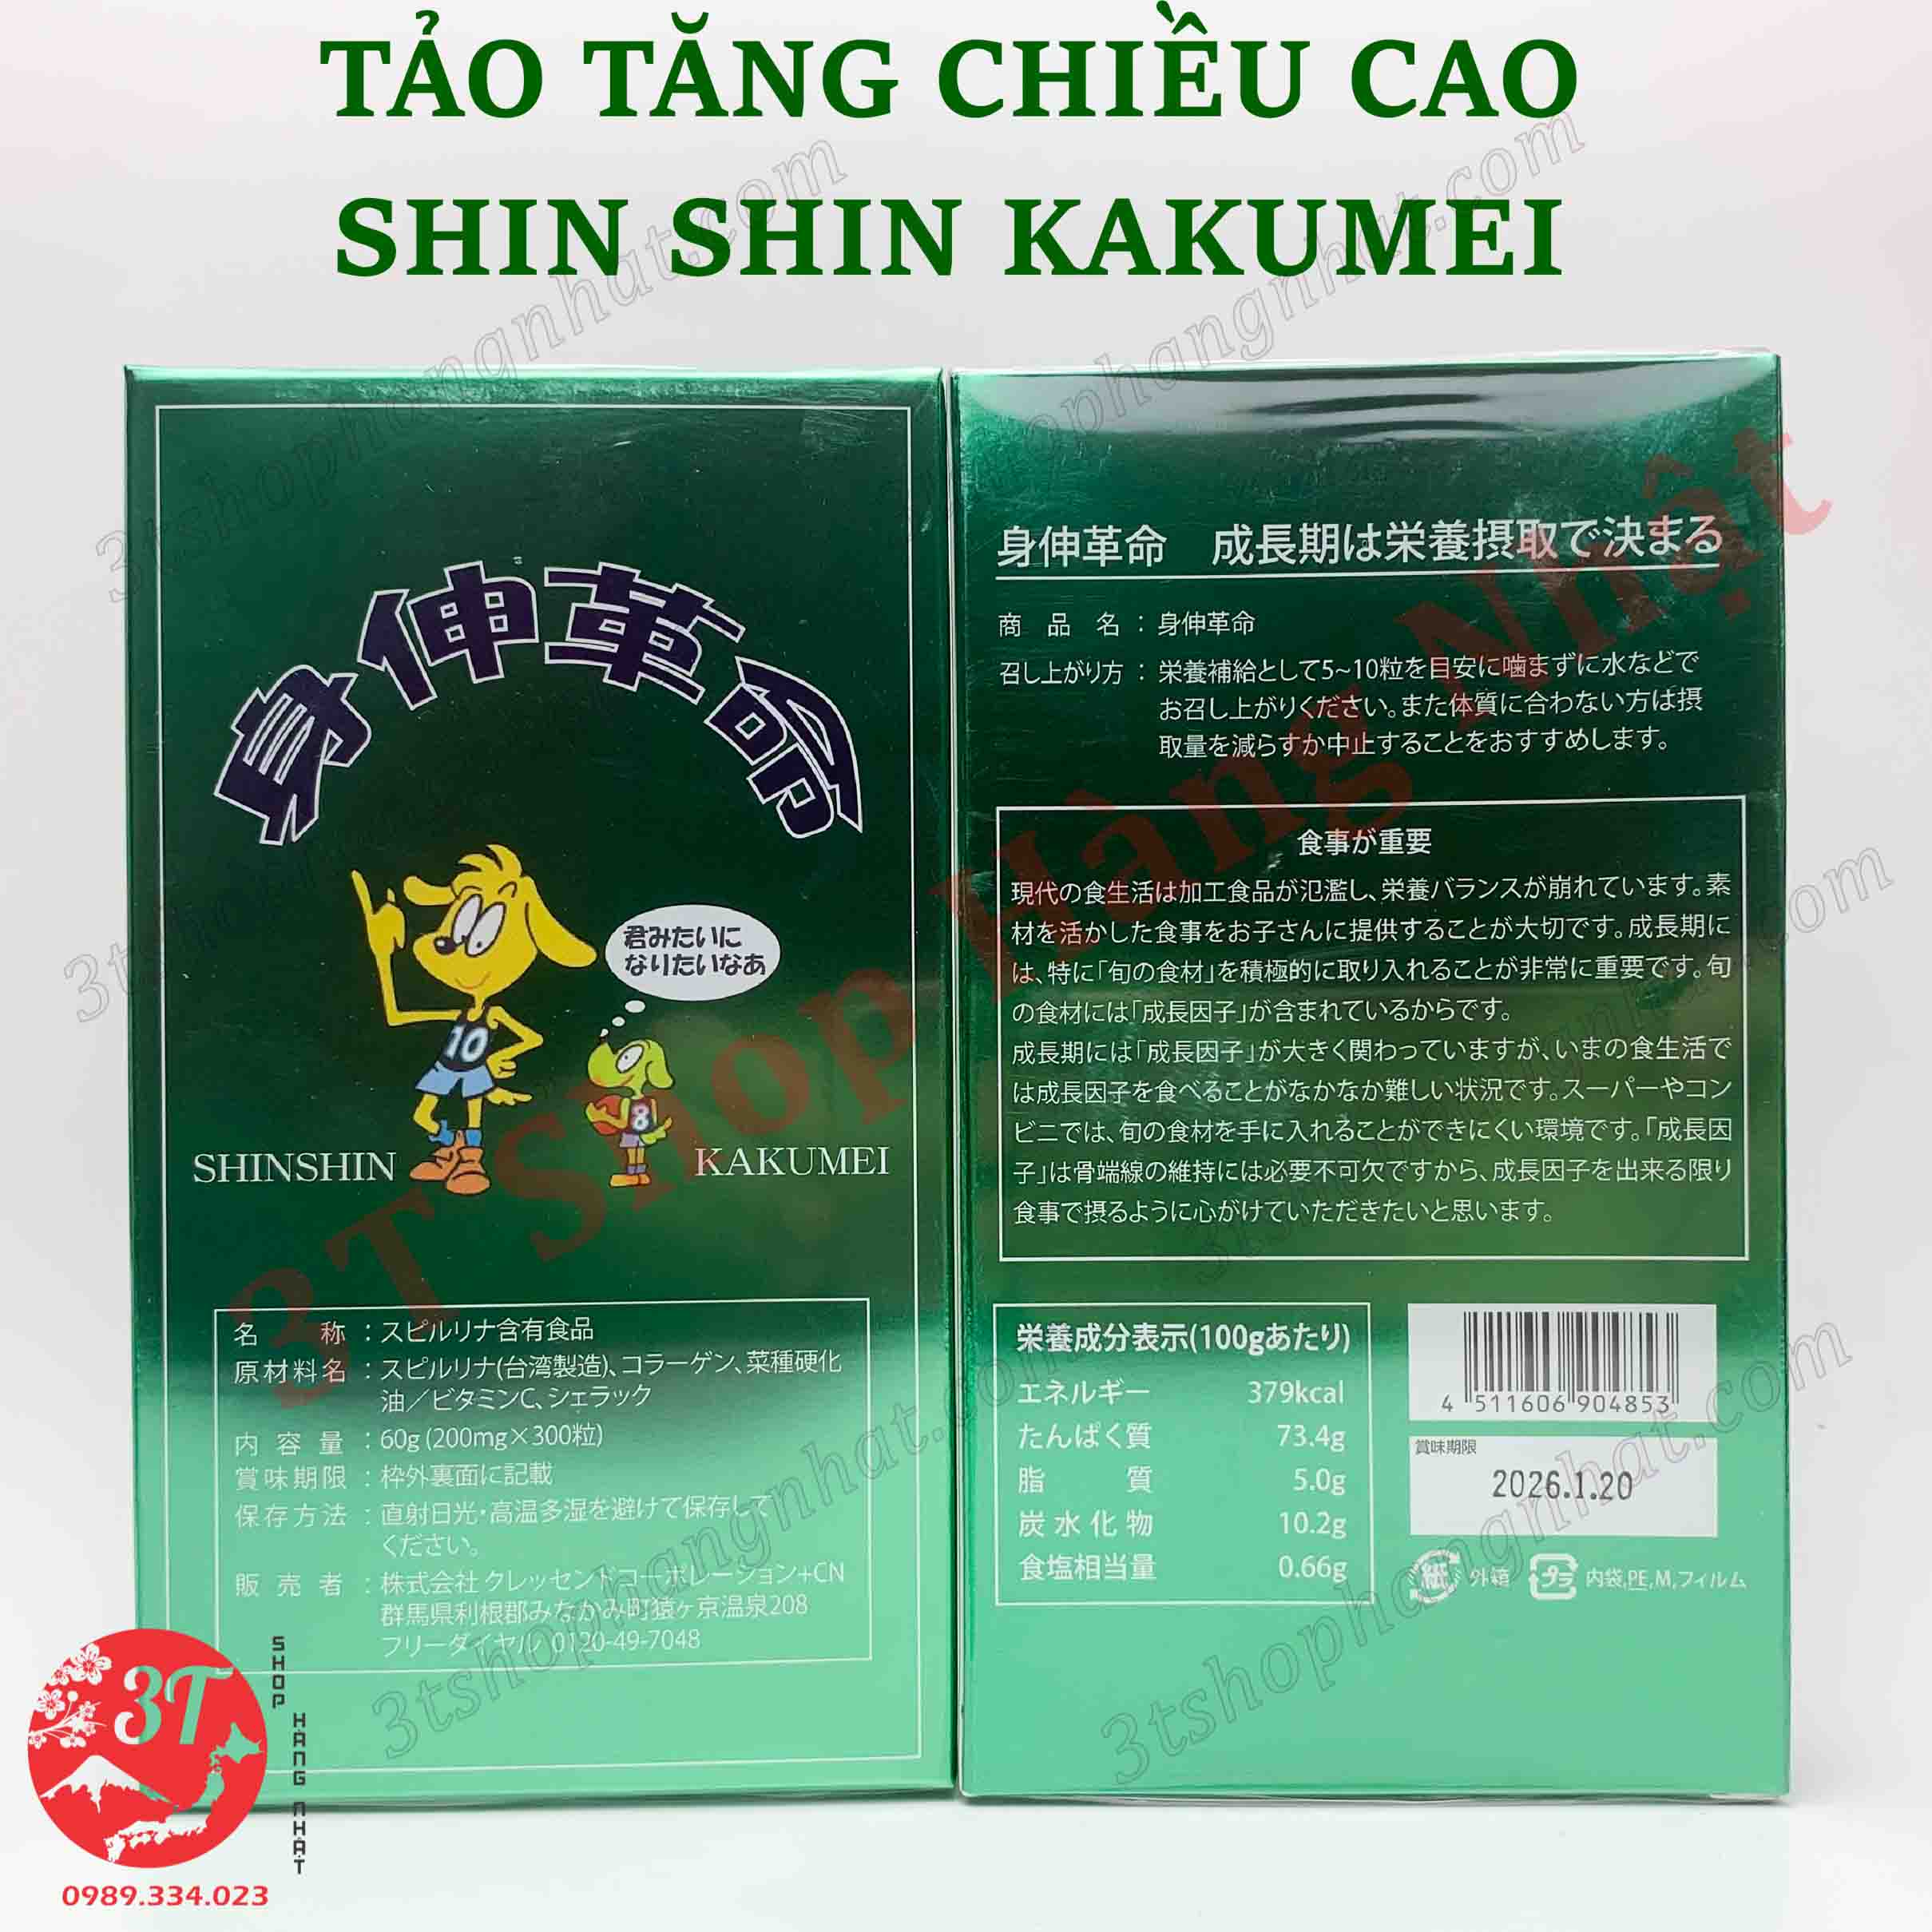 TẢO TĂNG CHIỀU CAO
SHIN SHIN KAKUMEI
身伸革命
君みたいに
なりたいなあ
10
8
SHINSHIN
KAKUMEI
名称：スピルリナ含有食品
原材料名：スピルリナ(台湾製造)、コラーゲン、菜種硬化
油／ビタミンC、シェラック
内容量：60g (200mg×300粒)
賞味期限：枠外裏面に記載
保存方法：直射日光・高温多湿を避けて保存して
ください。
販売者：株式会社 クレッセントコーポレーション+CN
群馬県利根郡みなかみ町猿ヶ京温泉208
フリーダイヤル 0120-49-7048
身伸革命　成長期は栄養摂取で決まる
商品名：身伸革命
召し上がり方：栄養補給として5~10粒を目安に噛まずに水などで
お召し上がりください。また体質に合わない方は摂
取量を減らすか中止することをおすすめします。
食事が重要
現代の食生活は加工食品が氾濫し、栄養バランスが崩れています。素
材を活かした食事をお子さんに提供することが大切です。成長期に
は、特に「旬の食材」を積極的に取り入れることが非常に重要です。旬
の食材には「成長因子」が含まれているからです。
成長期には「成長因子」が大きく関わっていますが、いまの食生活で
は成長因子を食べることがなかなか難しい状況です。スーパーやコン
ビニでは、旬の食材を手に入れることができにくい環境です。「成長因
子」は骨端線の維持には必要不可欠ですから、成長因子を出来る限り
食事で摂るように心がけていただきたいと思います。
栄養成分表示(100gあたり)
エネルギー 379kcal
たんぱく質 73.4g
脂質 5.0g
炭水化物 10.2g
食塩相当量 0.66g
4 511606 904853
賞味期限
2026.1.20
紙 外箱 プラ 内袋,PE,M,フィルム
3T Shop Hàng Nhật
3tshophangnhat.com
3tshophangnhat.com
3tshophangnhat.com
3tshophangnhat.com
3tshophangnhat.com
3tshophangnhat.com
3T
SHOP HÀNG NHẬT
0989.334.023